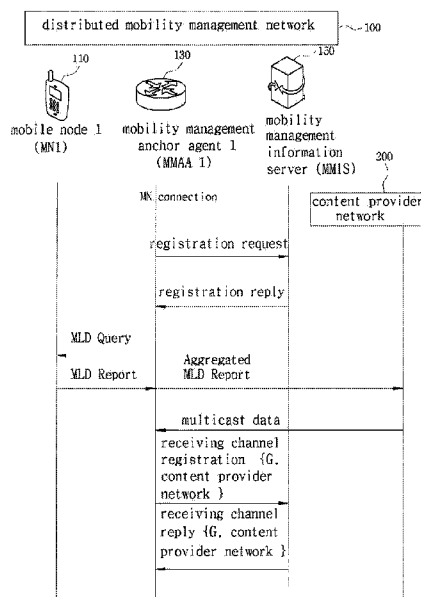 distributed mobility management network
100
110
130
150
mobile node 1
(MN1)
mobility management
anchor agent 1
(MMAA 1)
mobility
management
information
server (MMIS)
200
content provider
network
MN connection
registration request
registration reply
MLD Query
MLD Report
Aggregated
MLD Report
multicast data
receiving channel
registration {G,
content provider
network }
receiving channel
reply {G, content
provider network }